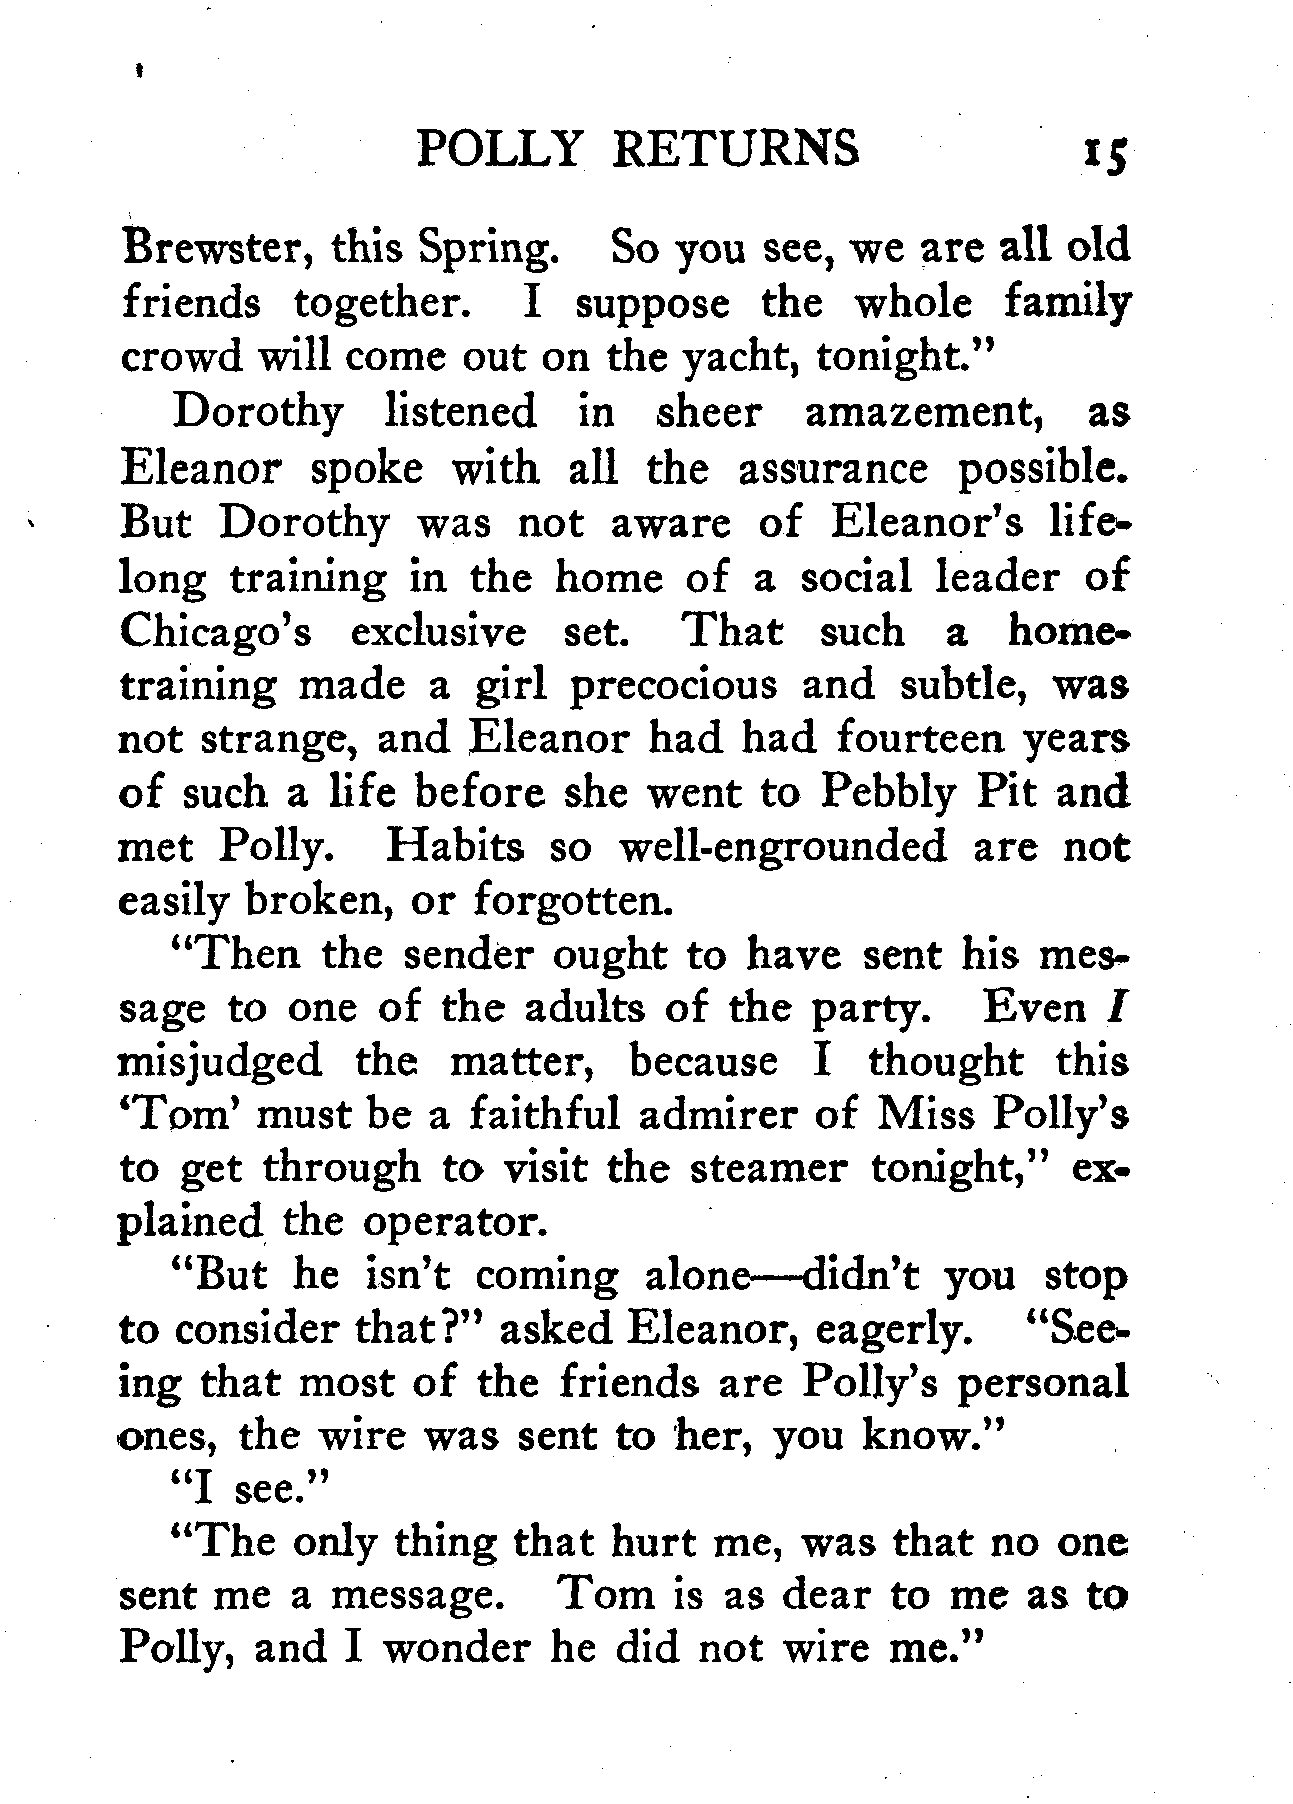 POLLY RETURNS 15
Brewster, this Spring. So you see, we are all old
friends together. I suppose the whole family
crowd will come out on the yacht, tonight."
Dorothy listened in sheer amazement, as
Eleanor spoke with all the assurance possible.
But Dorothy was not aware of Eleanor's life-
long training in the home of a social leader of
Chicago's exclusive set. That such a home-
training made a girl precocious and subtle, was
not strange, and Eleanor had had fourteen years
of such a life before she went to Pebbly Pit and
met Polly. Habits so well-engrounded are not
easily broken, or forgotten.
"Then the sender ought to have sent his mes-
sage to one of the adults of the party. Even I
misjudged the matter, because I thought this
'Tom' must be a faithful admirer of Miss Polly's
to get through to visit the steamer tonight," ex-
plained the operator.
"But he isn't coming alone—didn't you stop
to consider that?" asked Eleanor, eagerly. "See-
ing that most of the friends are Polly's personal
ones, the wire was sent to her, you know."
"I see."
"The only thing that hurt me, was that no one
sent me a message. Tom is as dear to me as to
Polly, and I wonder he did not wire me."